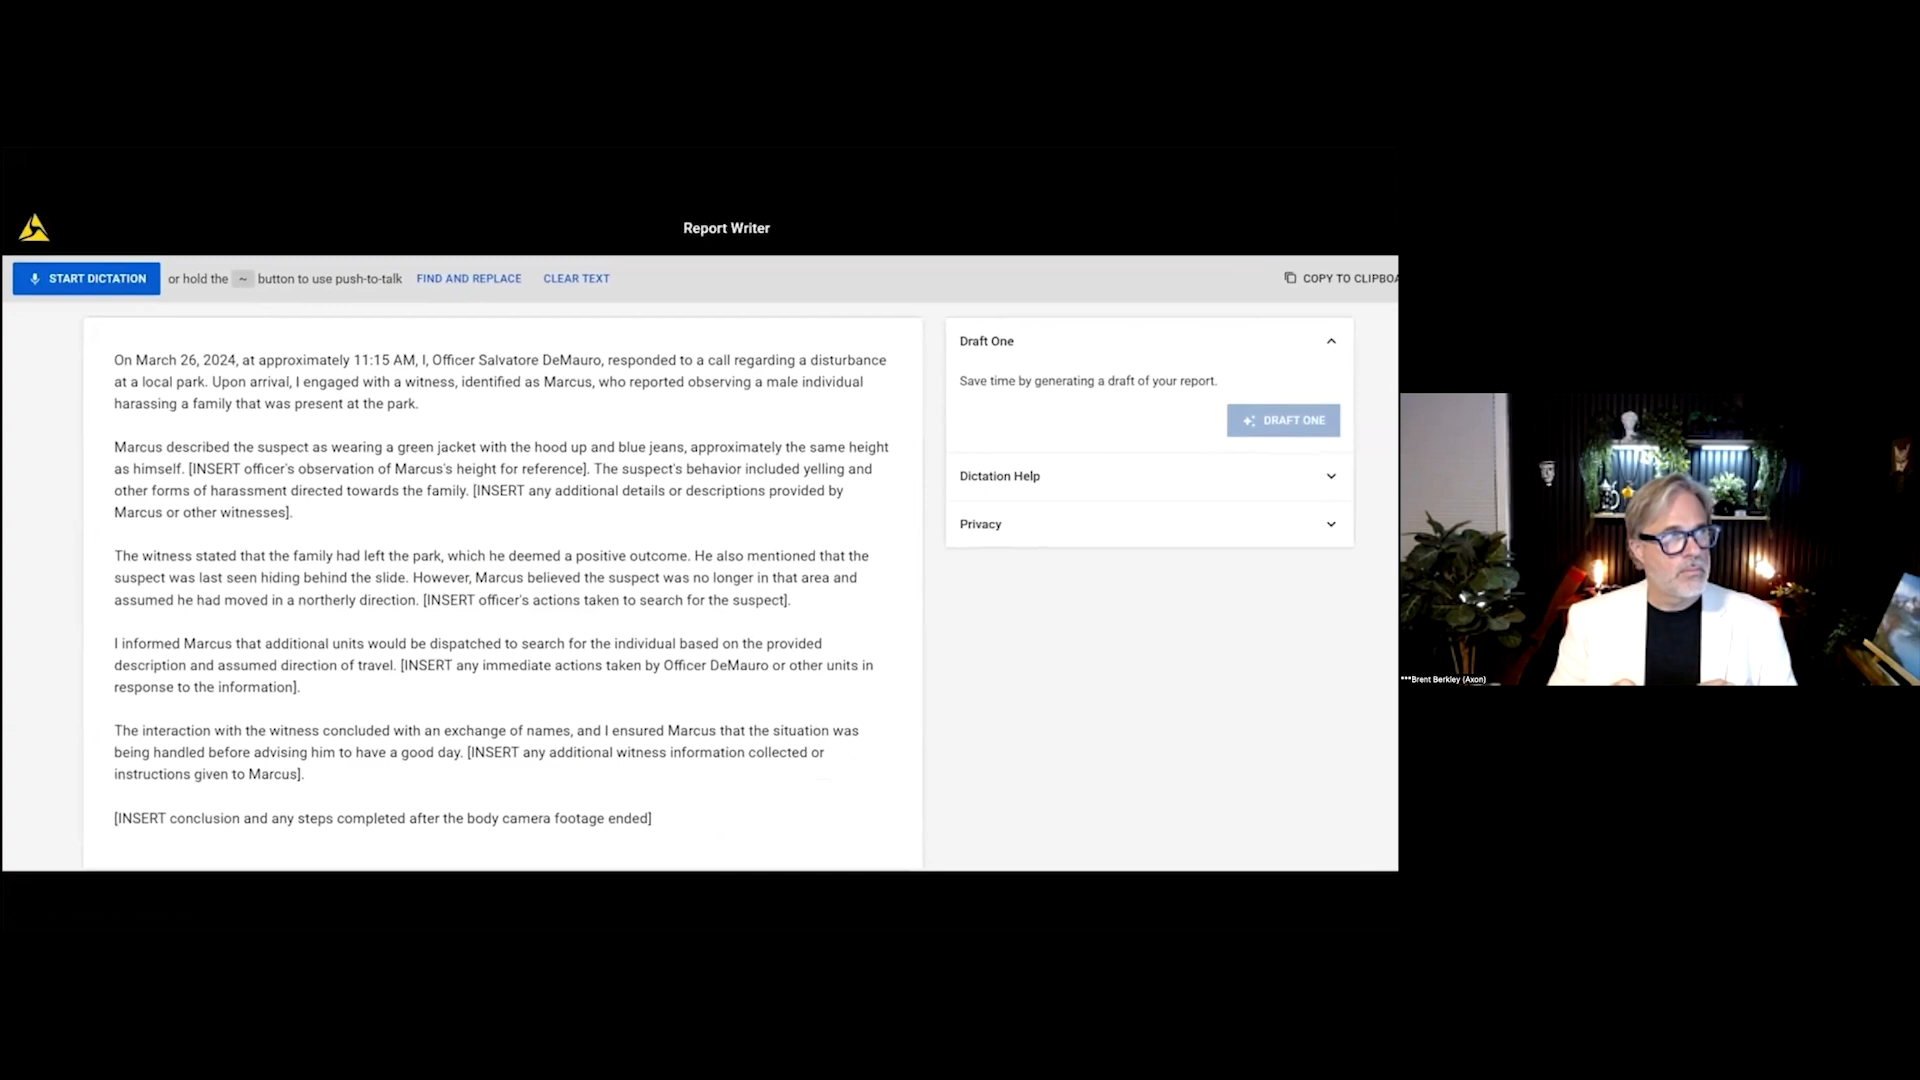 Report Writer
START DICTATION or hold the ~ button to use push-to-talk FIND AND REPLACE CLEAR TEXT COPY TO CLIPBOA
On March 26, 2024, at approximately 11:15 AM, I, Officer Salvatore DeMauro, responded to a call regarding a disturbance
at a local park. Upon arrival, I engaged with a witness, identified as Marcus, who reported observing a male individual
harassing a family that was present at the park.
Marcus described the suspect as wearing a green jacket with the hood up and blue jeans, approximately the same height
as himself. [INSERT officer's observation of Marcus's height for reference]. The suspect's behavior included yelling and
other forms of harassment directed towards the family. [INSERT any additional details or descriptions provided by
Marcus or other witnesses].
The witness stated that the family had left the park, which he deemed a positive outcome. He also mentioned that the
suspect was last seen hiding behind the slide. However, Marcus believed the suspect was no longer in that area and
assumed he had moved in a northerly direction. [INSERT officer's actions taken to search for the suspect].
I informed Marcus that additional units would be dispatched to search for the individual based on the provided
description and assumed direction of travel. [INSERT any immediate actions taken by Officer DeMauro or other units in
response to the information].
The interaction with the witness concluded with an exchange of names, and I ensured Marcus that the situation was
being handled before advising him to have a good day. [INSERT any additional witness information collected or
instructions given to Marcus].
[INSERT conclusion and any steps completed after the body camera footage ended]
Draft One
Save time by generating a draft of your report.
DRAFT ONE
Dictation Help
Privacy
***Brent Berkley (Axon)